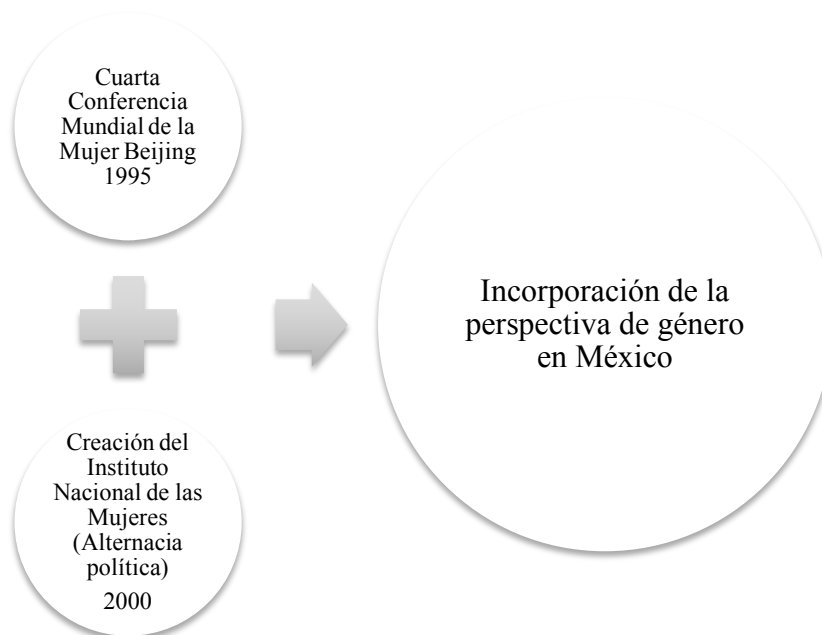 Cuarta
Conferencia
Mundial de la
Mujer Beijing
1995
Creación del
Instituto
Nacional de las
Mujeres
(Alternacia
política)
2000
Incorporación de la
perspectiva de género
en México